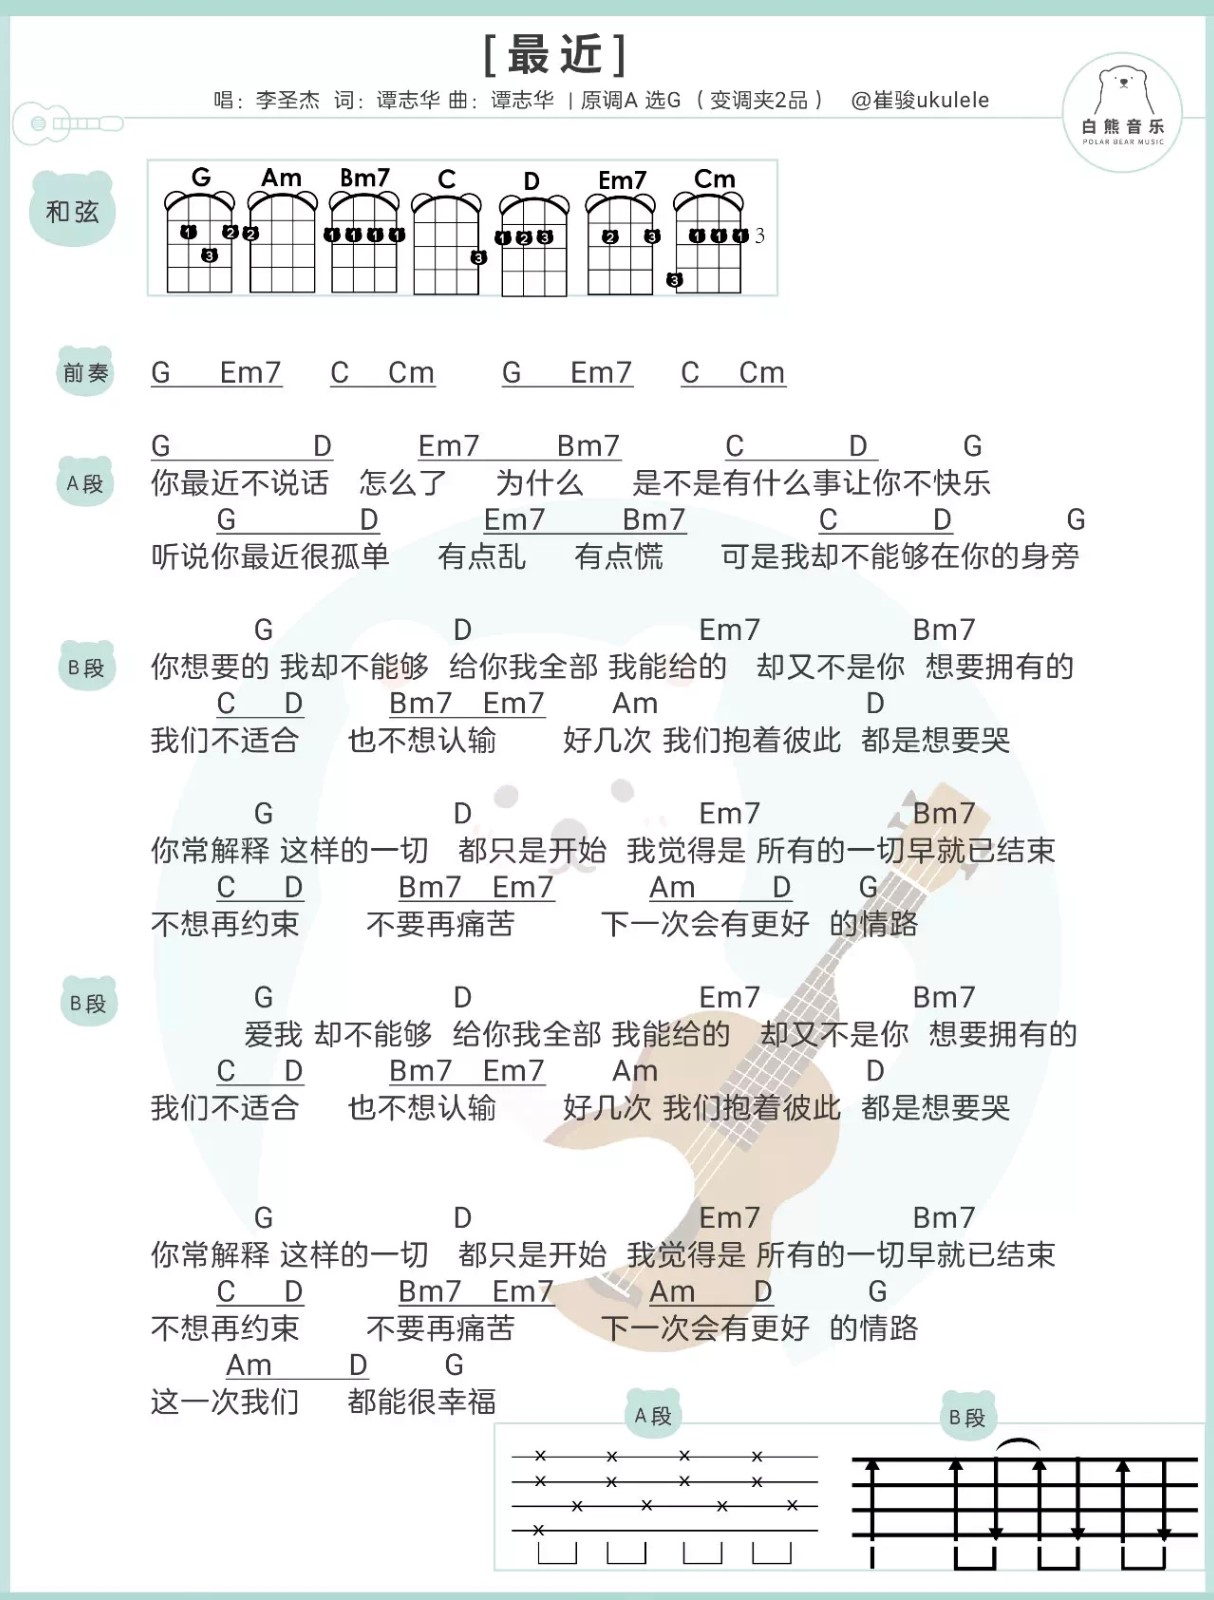 [最近]
唱：李圣杰 词：谭志华 曲：谭志华 | 原调A 选G （变调夹2品） @崔骏ukulele
白熊音乐
POLAR BEAR MUSIC
和弦
G Am Bm7 C D Em7 Cm
1 2 3 2 1 1 1 1 3 1 2 3 2 3 1 1 1 3 3
前奏
G Em7 C Cm G Em7 C Cm
A段
G D Em7 Bm7 C D G
你最近不说话 怎么了 为什么 是不是有什么事让你不快乐
G D Em7 Bm7 C D G
听说你最近很孤单 有点乱 有点慌 可是我却不能够在你的身旁
B段
G D Em7 Bm7
你想要的 我却不能够 给你我全部 我能给的 却又不是你 想要拥有的
C D Bm7 Em7 Am D
我们不适合 也不想认输 好几次 我们抱着彼此 都是想要哭
G D Em7 Bm7
你常解释 这样的一切 都只是开始 我觉得是 所有的一切早就已结束
C D Bm7 Em7 Am D G
不想再约束 不要再痛苦 下一次会有更好 的情路
B段
G D Em7 Bm7
爱我 却不能够 给你我全部 我能给的 却又不是你 想要拥有的
C D Bm7 Em7 Am D
我们不适合 也不想认输 好几次 我们抱着彼此 都是想要哭
G D Em7 Bm7
你常解释 这样的一切 都只是开始 我觉得是 所有的一切早就已结束
C D Bm7 Em7 Am D G
不想再约束 不要再痛苦 下一次会有更好 的情路
Am D G
这一次我们 都能很幸福
A段 B段